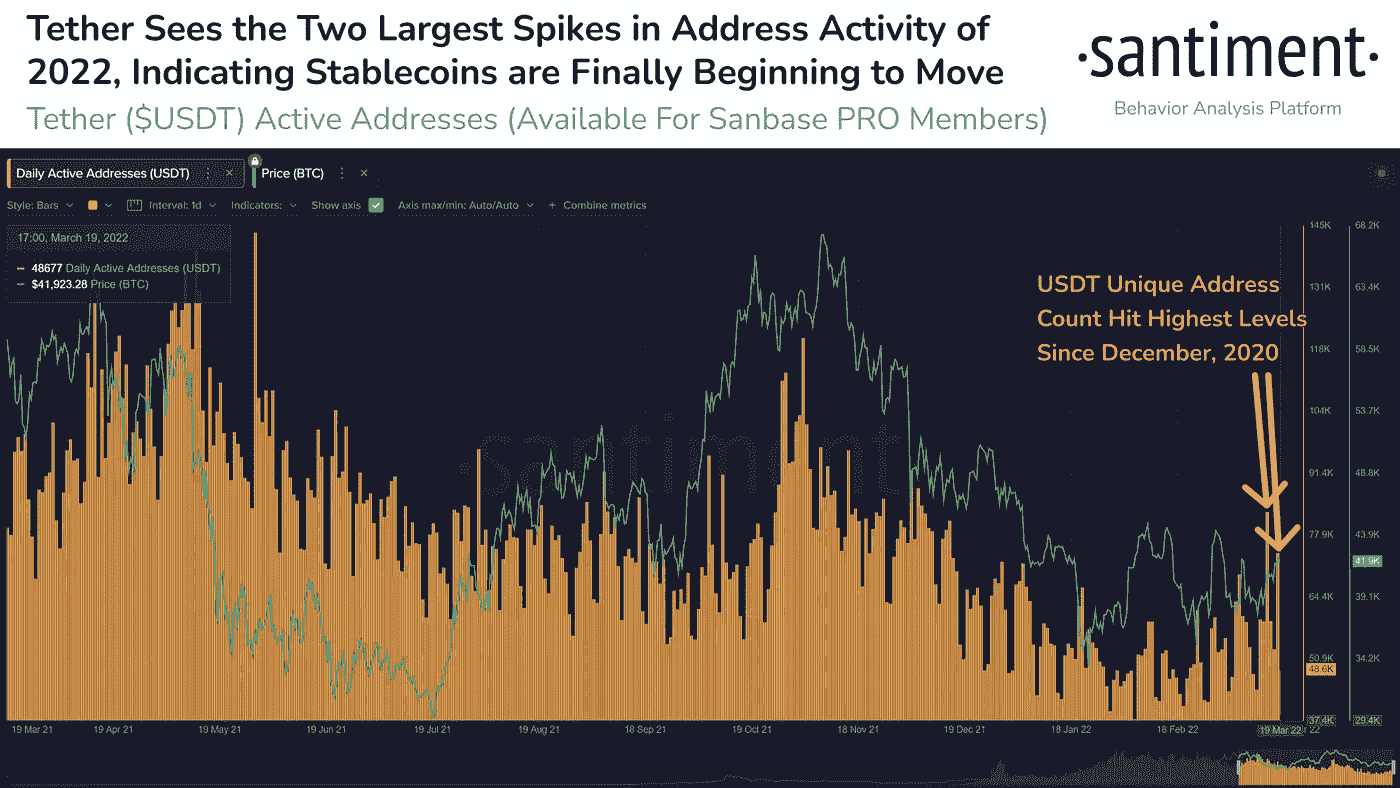 Tether Sees the Two Largest Spikes in Address Activity of
2022, Indicating Stablecoins are Finally Beginning to Move
Tether ($USDT) Active Addresses (Available For Sanbase PRO Members)
·santiment·
Behavior Analysis Platform
Daily Active Addresses (USDT)
Price (BTC)
Style: Bars
Interval: 1d
Indicators:
Show axis
Axis max/min: Auto/Auto
+ Combine metrics
17:00, March 19, 2022
48677 Daily Active Addresses (USDT)
$41,923.28 Price (BTC)
USDT Unique Address
Count Hit Highest Levels
Since December, 2020
·santiment·
145K 68.2K
131K 63.4K
118K 58.5K
104K 53.7K
91.4K 48.8K
77.9K 43.9K
41.9K
64.4K 39.1K
50.9K 34.2K
48.6K
37.4K 29.4K
19 Mar 21 19 Apr 21 19 May 21 19 Jun 21 19 Jul 21 19 Aug 21 18 Sep 21 19 Oct 21 18 Nov 21 19 Dec 21 18 Jan 22 18 Feb 22 19 Mar 22